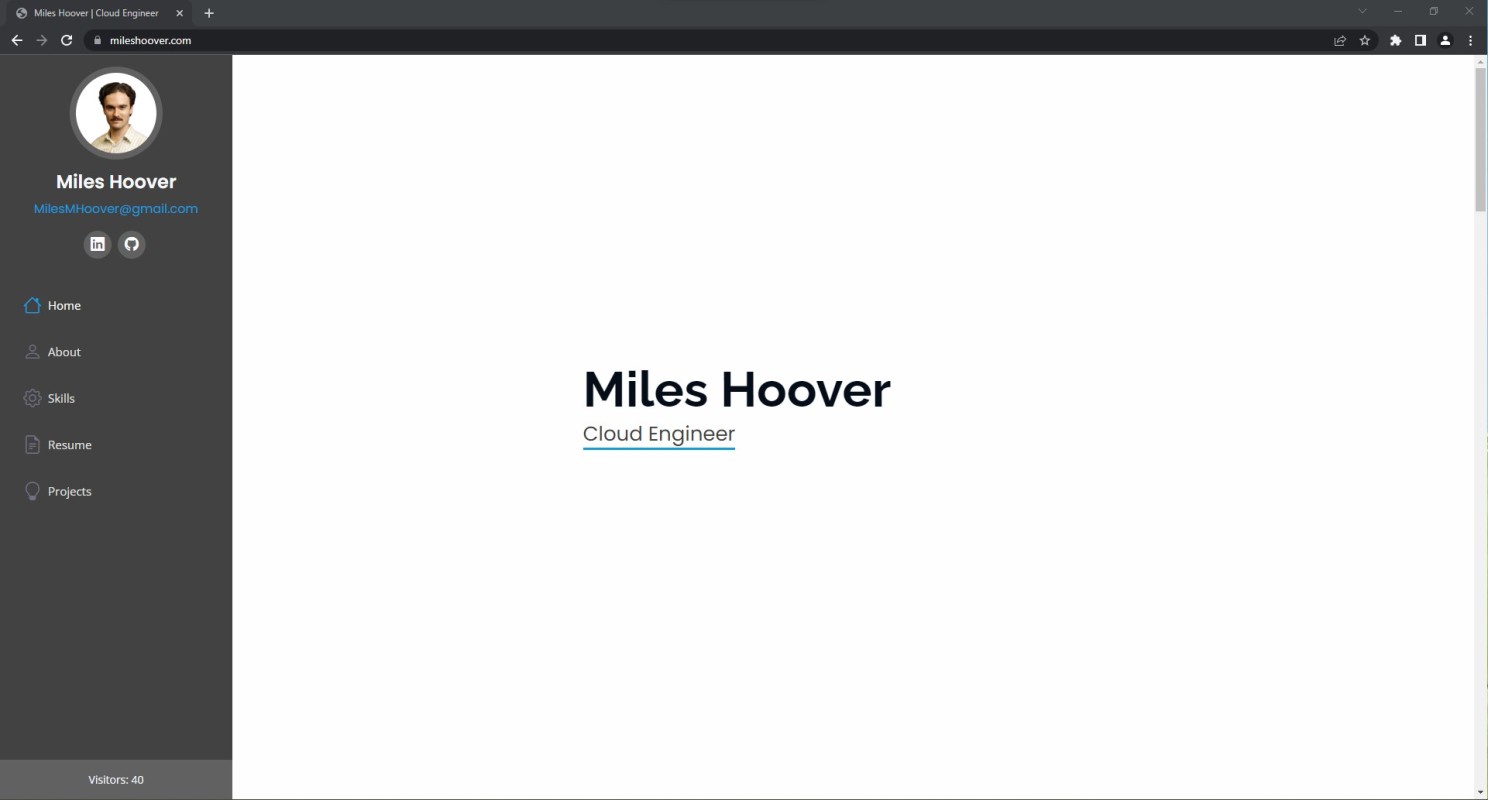 Miles Hoover | Cloud Engineer
mileshoover.com
Miles Hoover
MilesMHoover@gmail.com
in
Home
About
Skills
Resume
Projects
Miles Hoover
Cloud Engineer
Visitors: 40